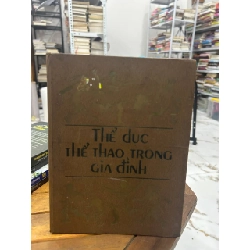 THỂ DỤC
THỂ THAO TRONG
GIA ĐÌNH